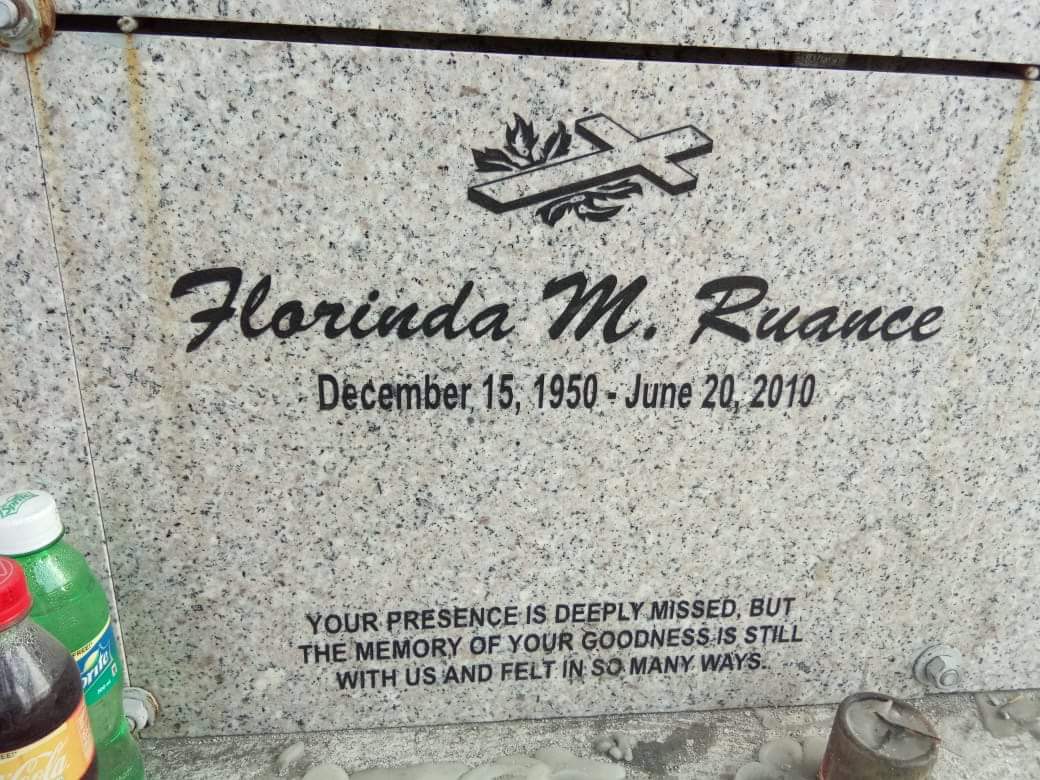 Florinda M. Ruance
December 15, 1950 - June 20, 2010
YOUR PRESENCE IS DEEPLY MISSED, BUT
THE MEMORY OF YOUR GOODNESS IS STILL
WITH US AND FELT IN SO MANY WAYS.
Sprite